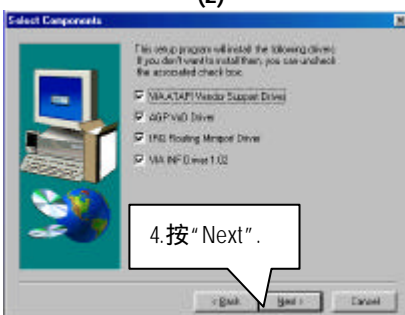 (2)
Select Components
This setup program will install the following drivers.
If you don't want to install them, you can uncheck
the associated check box.
VIA ATAPI Vendor Support Driver
AGP VxD Driver
IRQ Routing Miniport Driver
VIA INF Driver 1.02
4.按“Next”.
< Back
Next >
Cancel